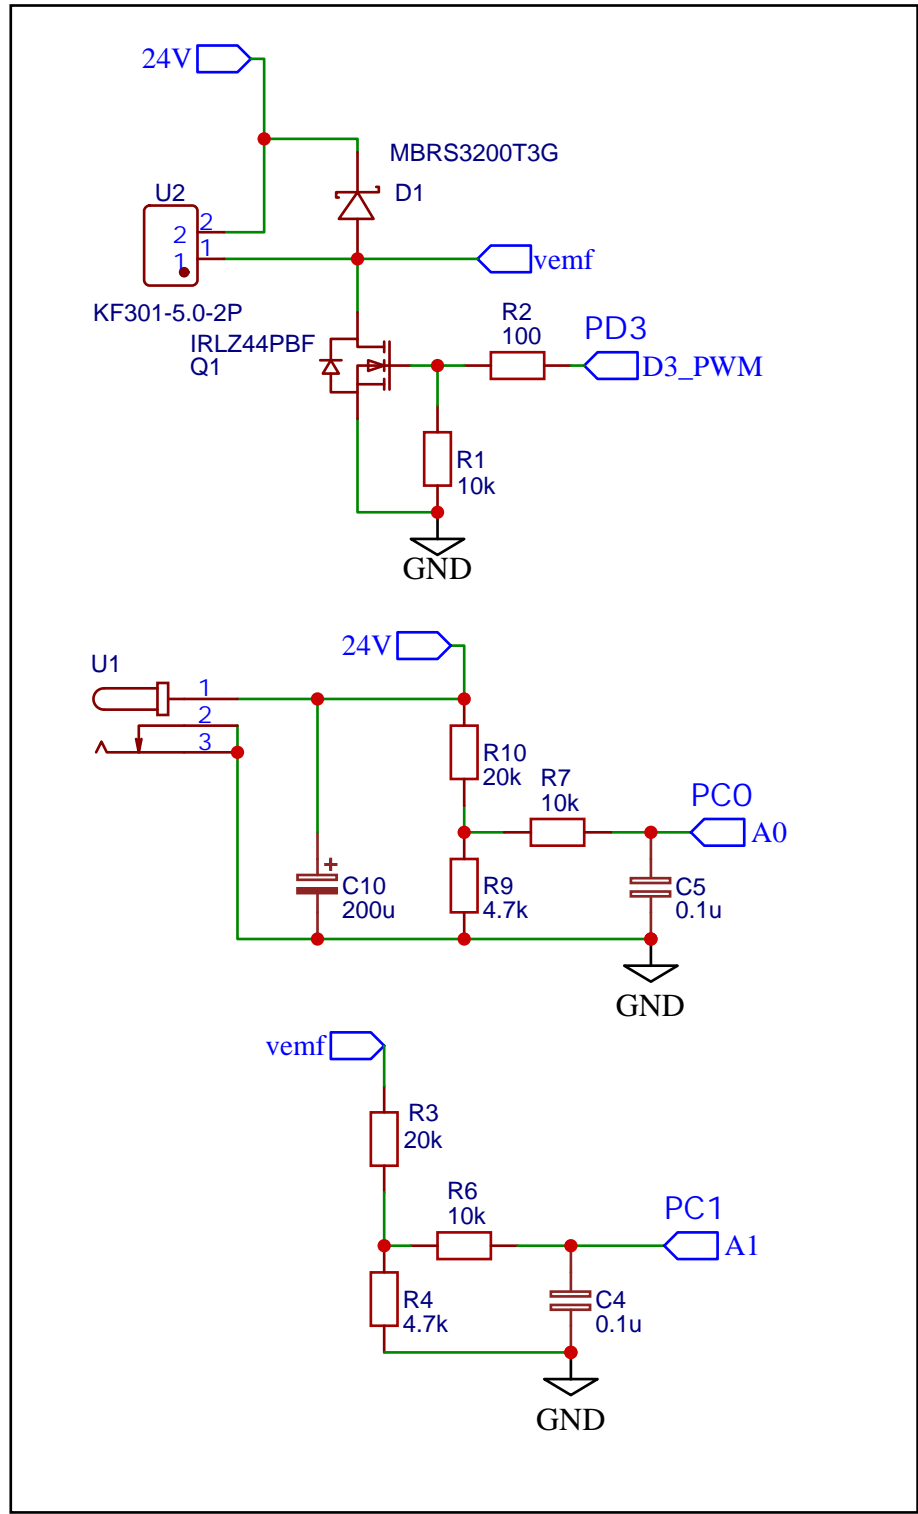 24V
MBRS3200T3G
D1
U2
2
2
1
1
vemf
KF301-5.0-2P
IRLZ44PBF
Q1
R2
100
PD3
D3_PWM
R1
10k
GND
24V
U1
1
2
3
R10
20k
R7
10k
PC0
A0
C10
200u
R9
4.7k
C5
0.1u
GND
vemf
R3
20k
R6
10k
PC1
A1
R4
4.7k
C4
0.1u
GND